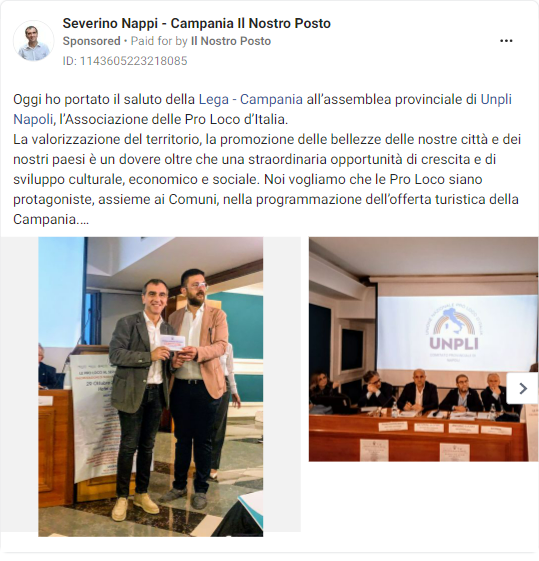 Severino Nappi - Campania Il Nostro Posto
Sponsored • Paid for by Il Nostro Posto
ID: 1143605223218085
Oggi ho portato il saluto della Lega - Campania all'assemblea provinciale di Unpli
Napoli, l'Associazione delle Pro Loco d'Italia.
La valorizzazione del territorio, la promozione delle bellezze delle nostre città e dei
nostri paesi è un dovere oltre che una straordinaria opportunità di crescita e di
sviluppo culturale, economico e sociale. Noi vogliamo che le Pro Loco siano
protagoniste, assieme ai Comuni, nella programmazione dell'offerta turistica della
Campania....
UNPLI